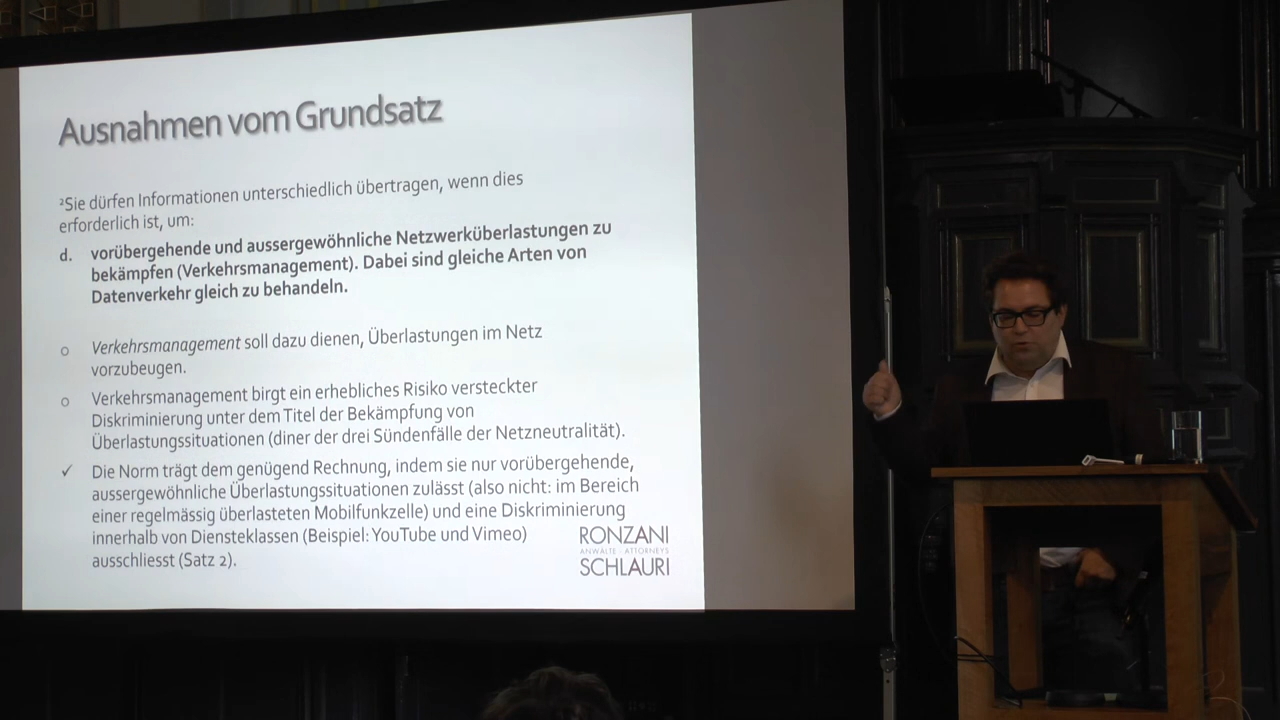 Ausnahmen vom Grundsatz
²Sie dürfen Informationen unterschiedlich übertragen, wenn dies
erforderlich ist, um:
d. vorübergehende und aussergewöhnliche Netzwerküberlastungen zu
bekämpfen (Verkehrsmanagement). Dabei sind gleiche Arten von
Datenverkehr gleich zu behandeln.
o Verkehrsmanagement soll dazu dienen, Überlastungen im Netz
vorzubeugen.
o Verkehrsmanagement birgt ein erhebliches Risiko versteckter
Diskriminierung unter dem Titel der Bekämpfung von
Überlastungssituationen (diner der drei Sündenfälle der Netzneutralität).
✓ Die Norm trägt dem genügend Rechnung, indem sie nur vorübergehende,
aussergewöhnliche Überlastungssituationen zulässt (also nicht: im Bereich
einer regelmässig überlasteten Mobilfunkzelle) und eine Diskriminierung
innerhalb von Diensteklassen (Beispiel: YouTube und Vimeo)
ausschliesst (Satz 2).
RONZANI
ANWÄLTE · ATTORNEYS
SCHLAURI